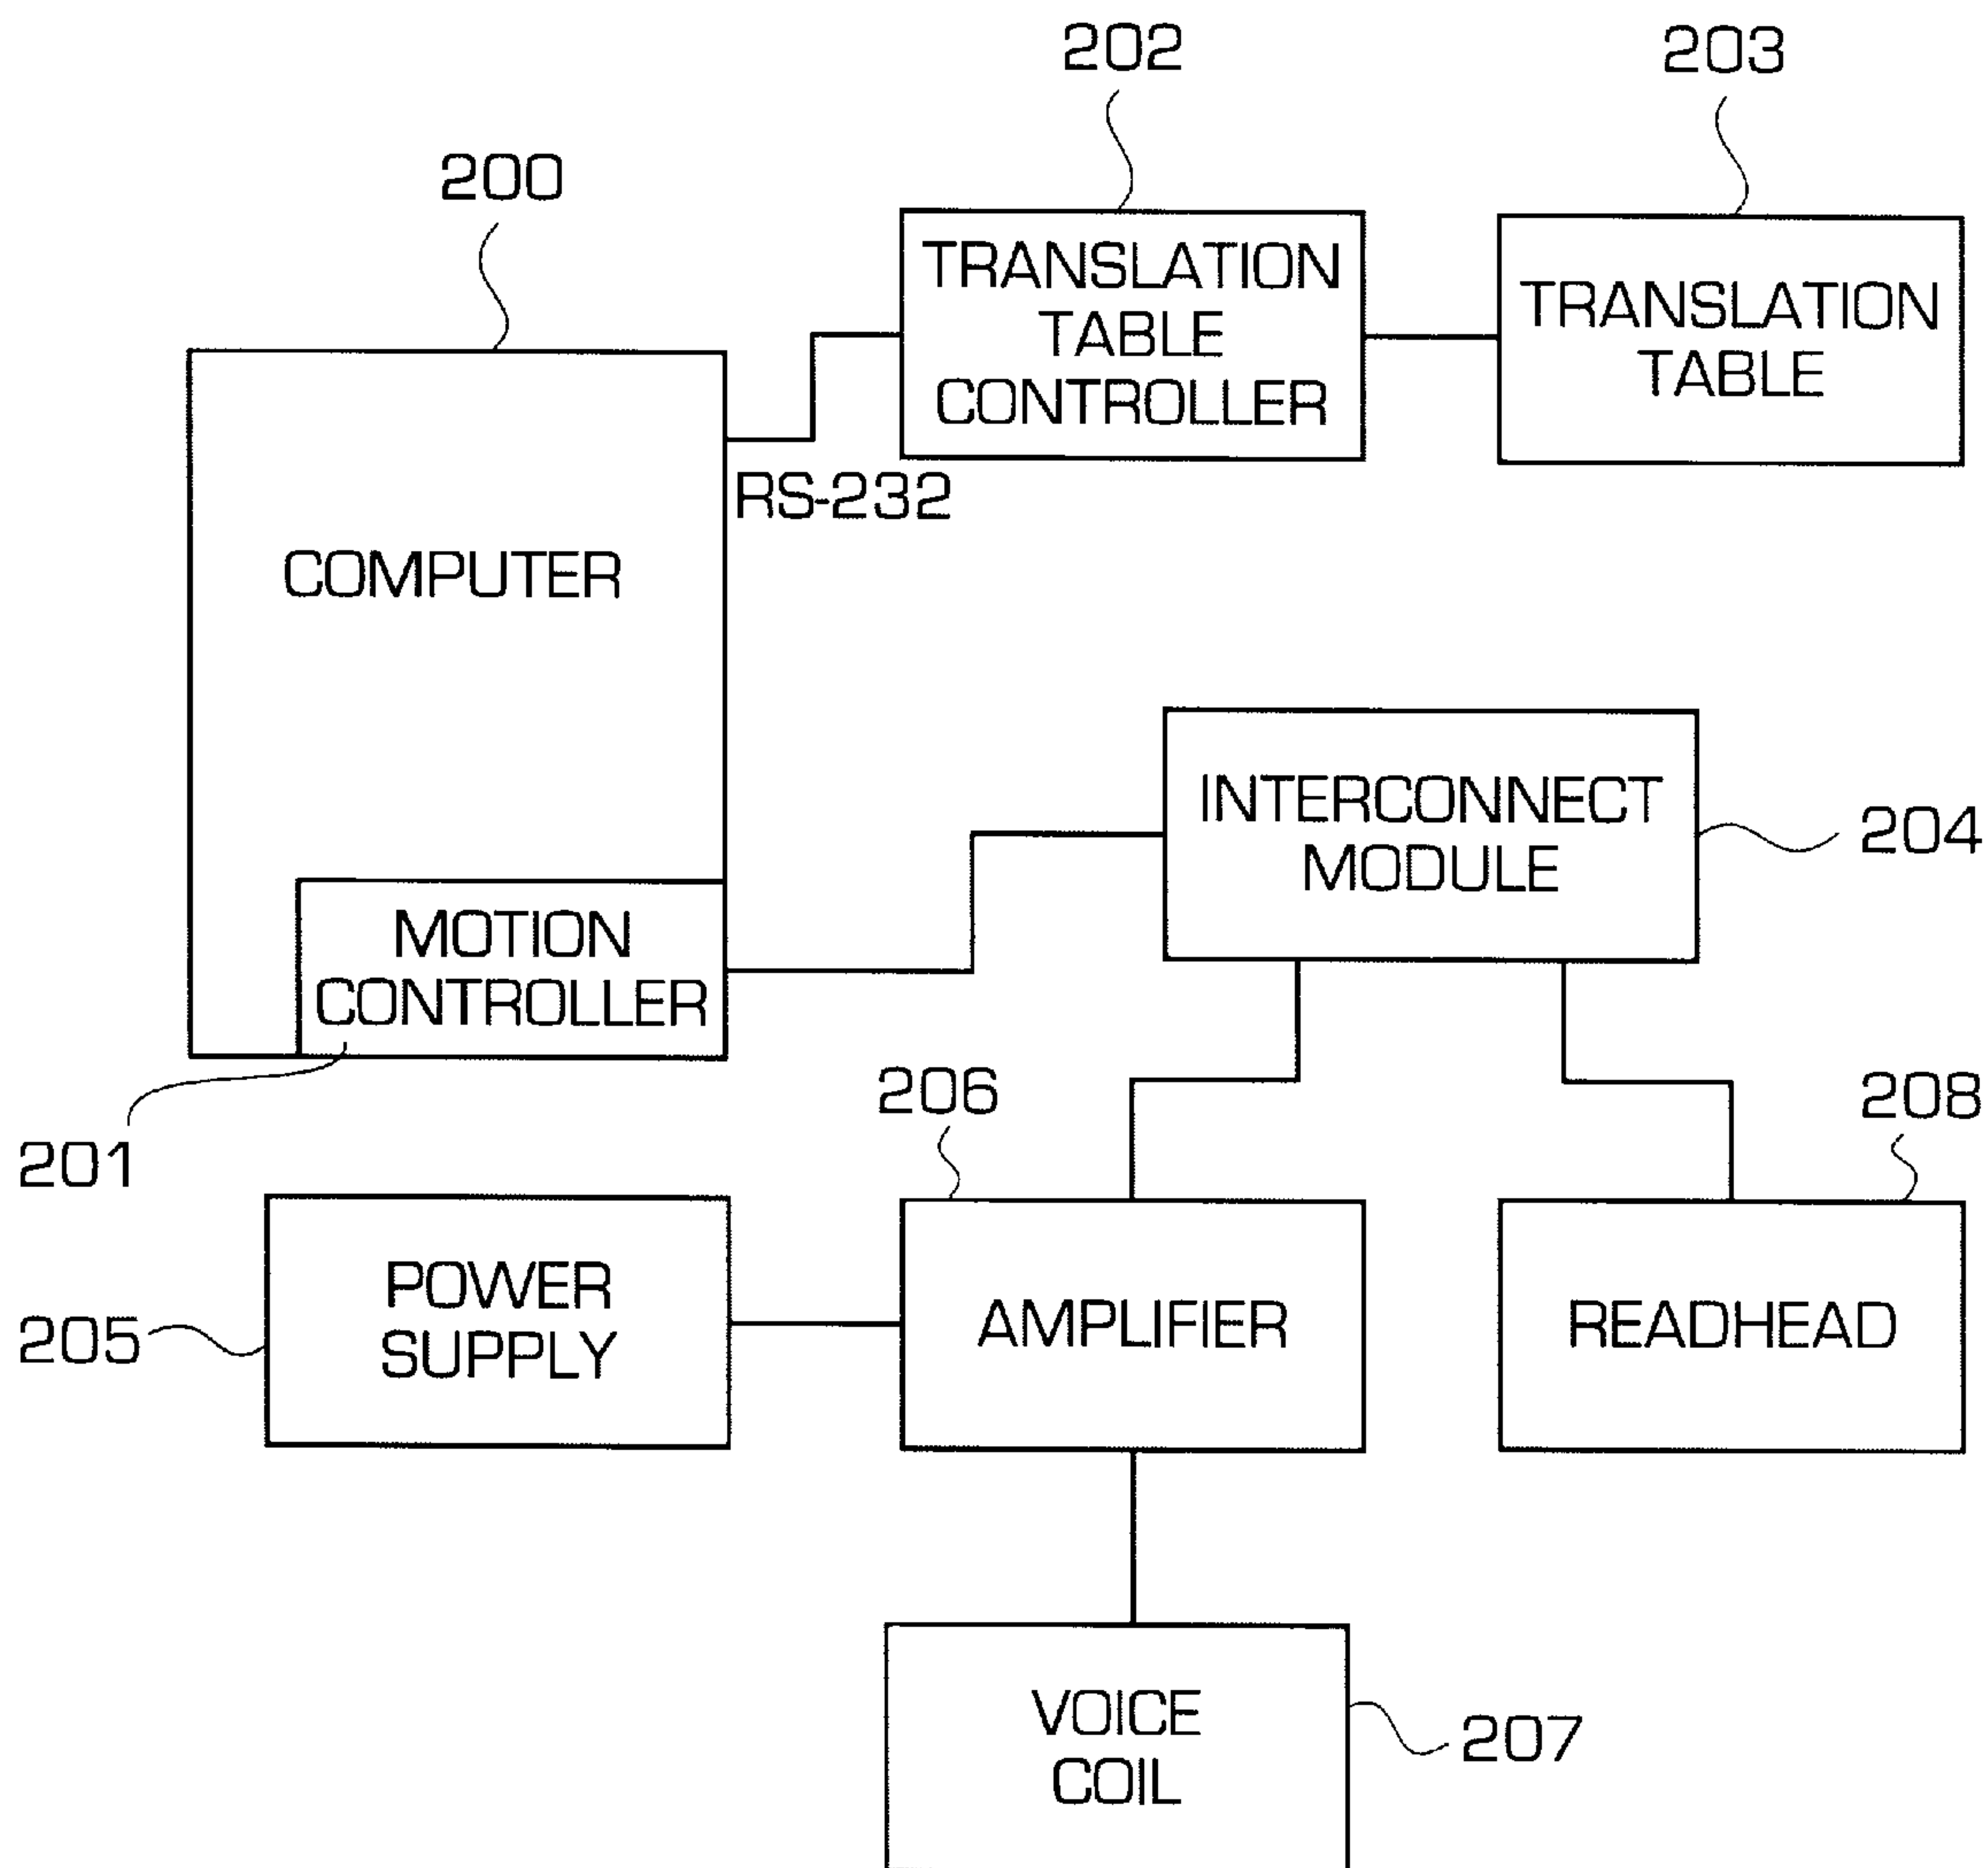 202
203
200
TRANSLATION
TABLE
CONTROLLER
TRANSLATION
TABLE
RS-232
COMPUTER
INTERCONNECT
MODULE
204
MOTION
CONTROLLER
201
206
208
POWER
SUPPLY
205
AMPLIFIER
READHEAD
VOICE
COIL
207